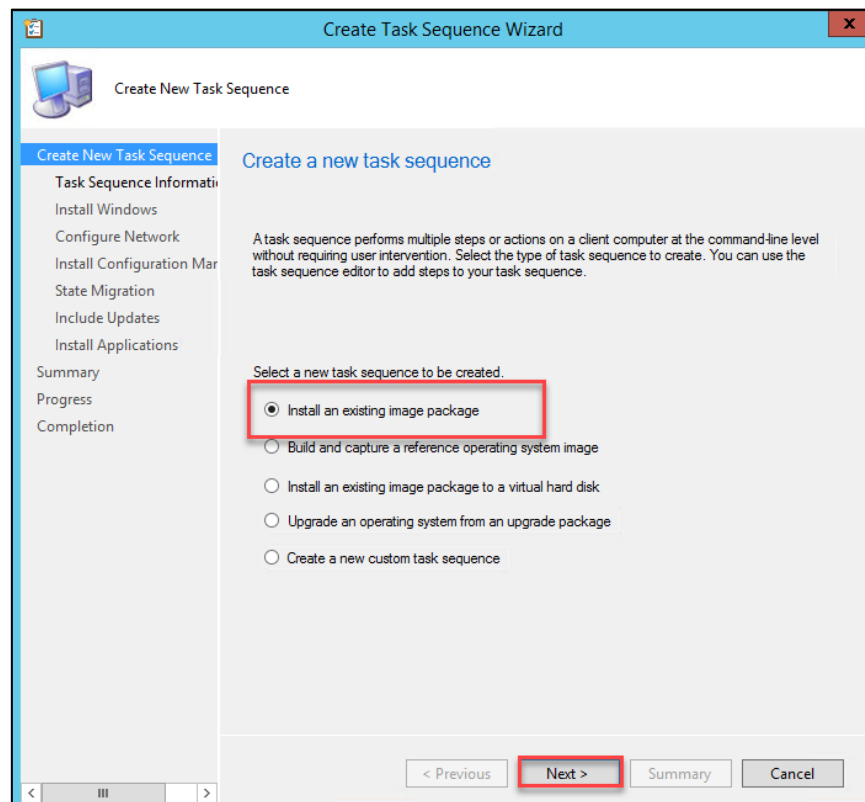 Create Task Sequence Wizard
x
Create New Task Sequence
Create New Task Sequence
Task Sequence Informati
Install Windows
Configure Network
Install Configuration Mar
State Migration
Include Updates
Install Applications
Summary
Progress
Completion
Create a new task sequence
A task sequence performs multiple steps or actions on a client computer at the command-line level
without requiring user intervention. Select the type of task sequence to create. You can use the
task sequence editor to add steps to your task sequence.
Select a new task sequence to be created.
Install an existing image package
Build and capture a reference operating system image
Install an existing image package to a virtual hard disk
Upgrade an operating system from an upgrade package
Create a new custom task sequence
< Previous
Next >
Summary
Cancel